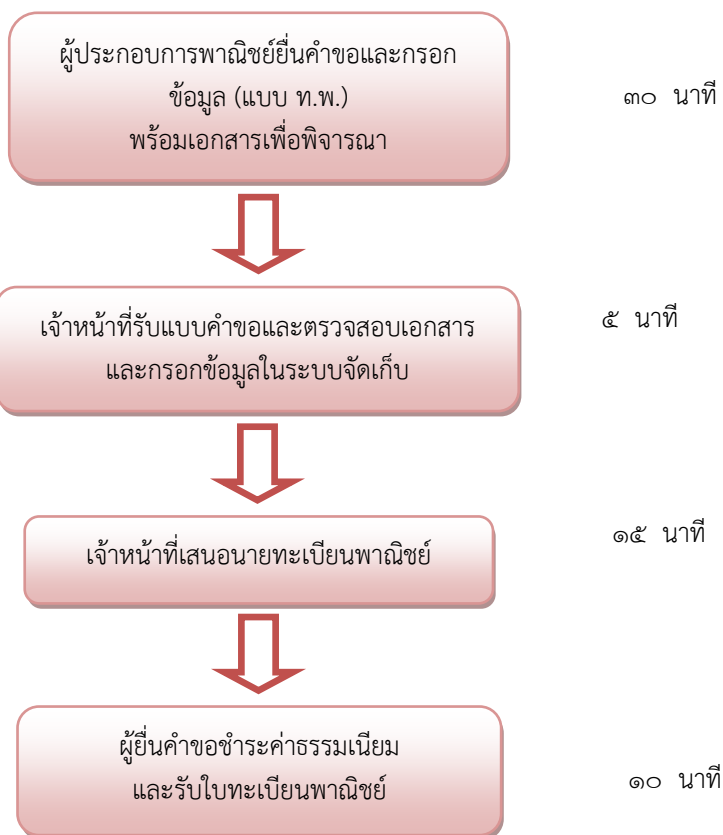 ผู้ประกอบการพาณิชย์ยื่นคำขอและกรอก
ข้อมูล (แบบ ท.พ.)
พร้อมเอกสารเพื่อพิจารณา
๓๐ นาที
เจ้าหน้าที่รับแบบคำขอและตรวจสอบเอกสาร
และกรอกข้อมูลในระบบจัดเก็บ
๕ นาที
เจ้าหน้าที่เสนอนายทะเบียนพาณิชย์
๑๕ นาที
ผู้ยื่นคำขอชำระค่าธรรมเนียม
และรับใบทะเบียนพาณิชย์
๑๐ นาที